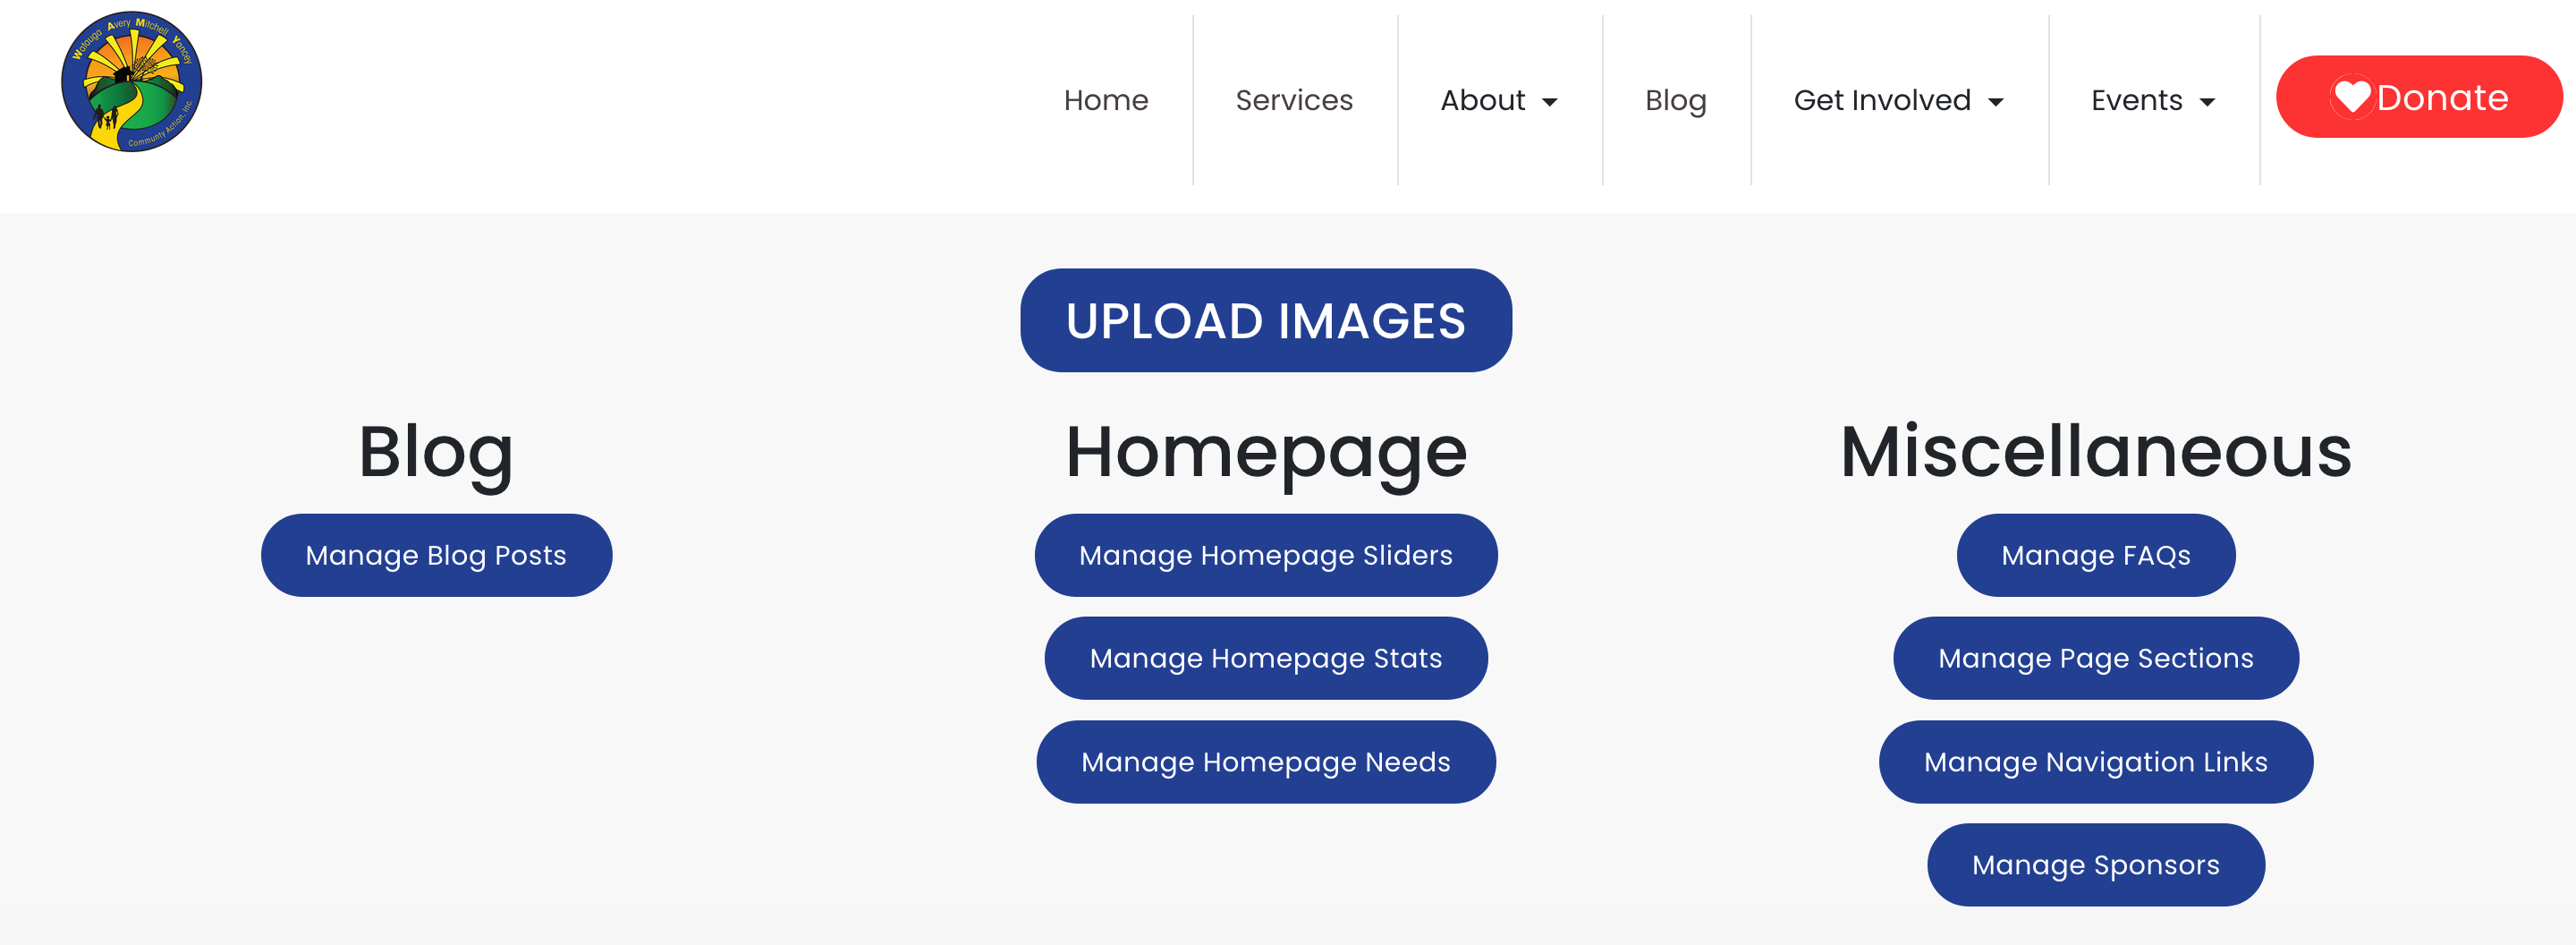 Watauga Avery Mitchell Yancey
Community Action, Inc.
Home
Services
About
Blog
Get Involved
Events
Donate
UPLOAD IMAGES
Blog
Manage Blog Posts
Homepage
Manage Homepage Sliders
Manage Homepage Stats
Manage Homepage Needs
Miscellaneous
Manage FAQs
Manage Page Sections
Manage Navigation Links
Manage Sponsors